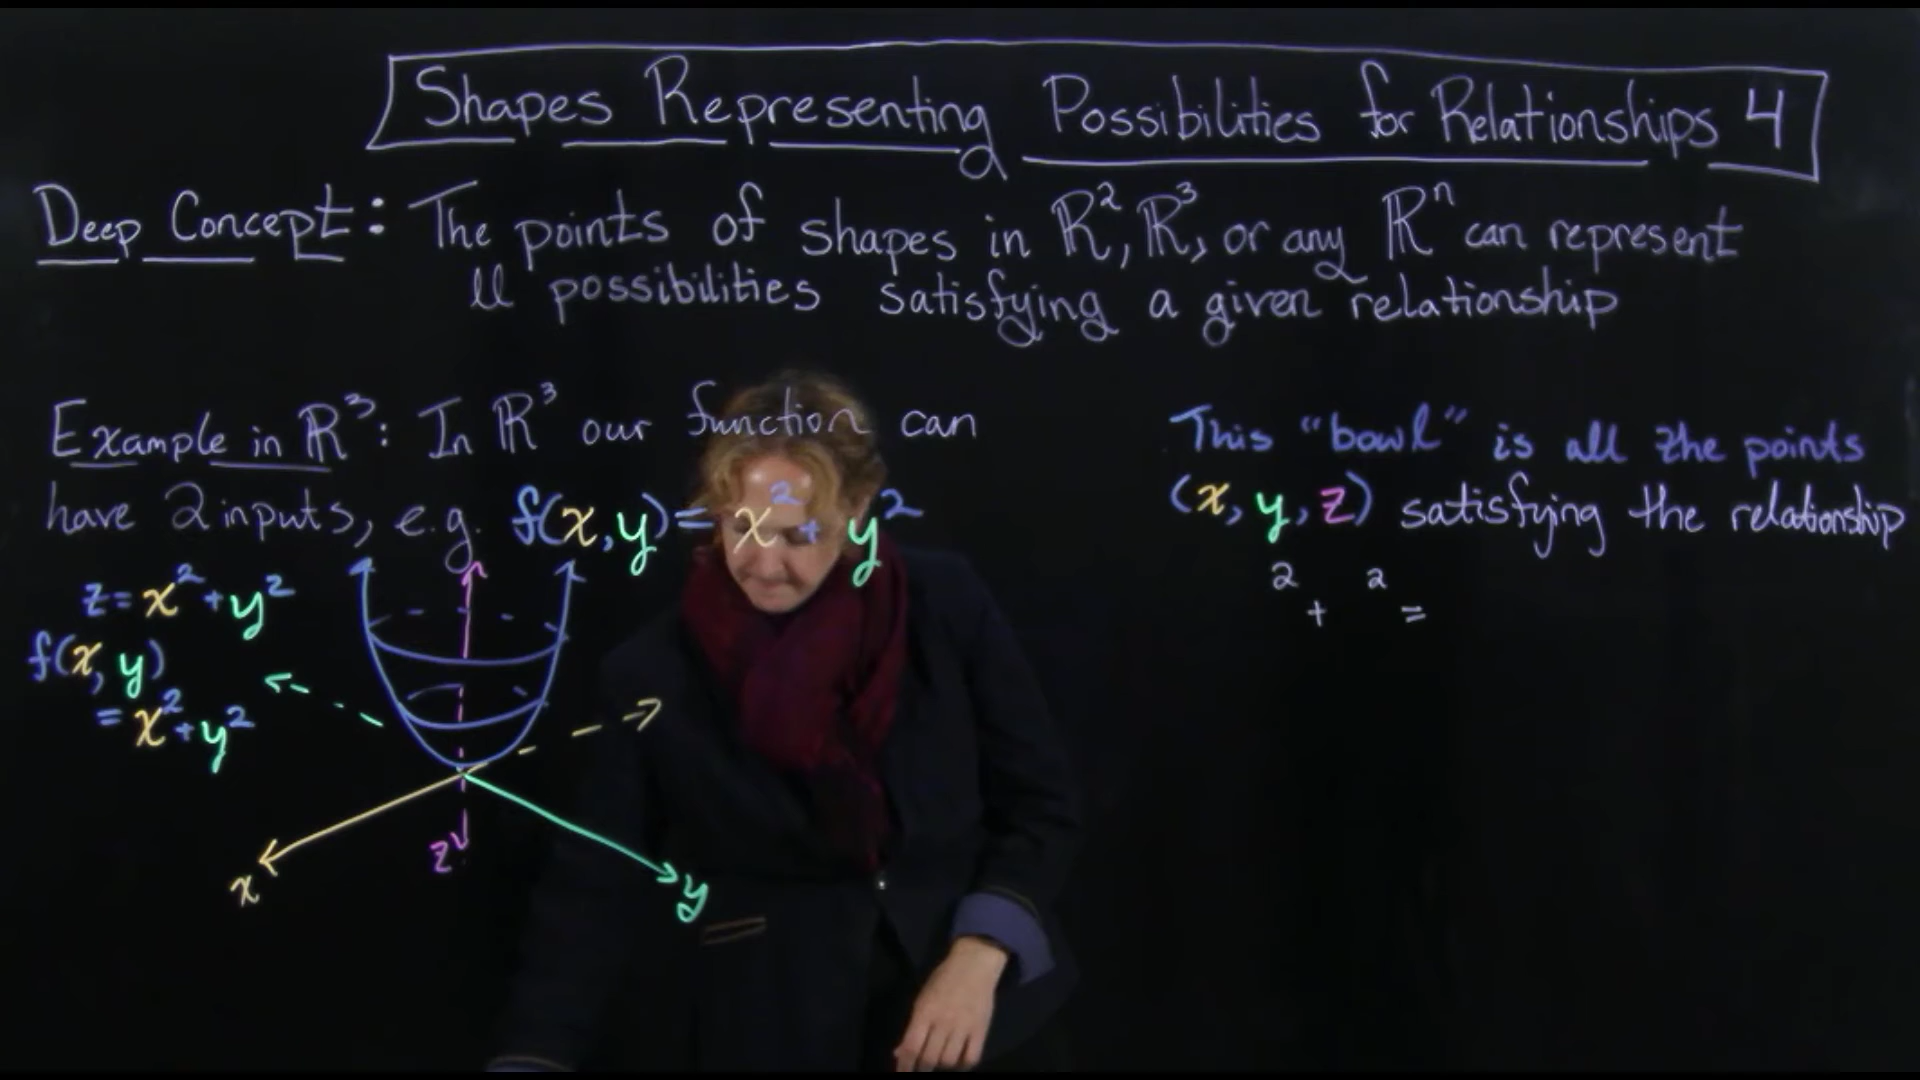 Shapes Representing Possibilities for Relationships 4
Deep Concept: The points of shapes in ℝ², ℝ³, or any ℝⁿ can represent
ll possibilities satisfying a given relationship
Example in ℝ³: In ℝ³ our function can
have 2 inputs, e.g. f(x,y) = x² + y²
z = x² + y²
f(x, y)
= x² + y²
x
z
y
This "bowl" is all the points
(x, y, z) satisfying the relationship
² + ² =